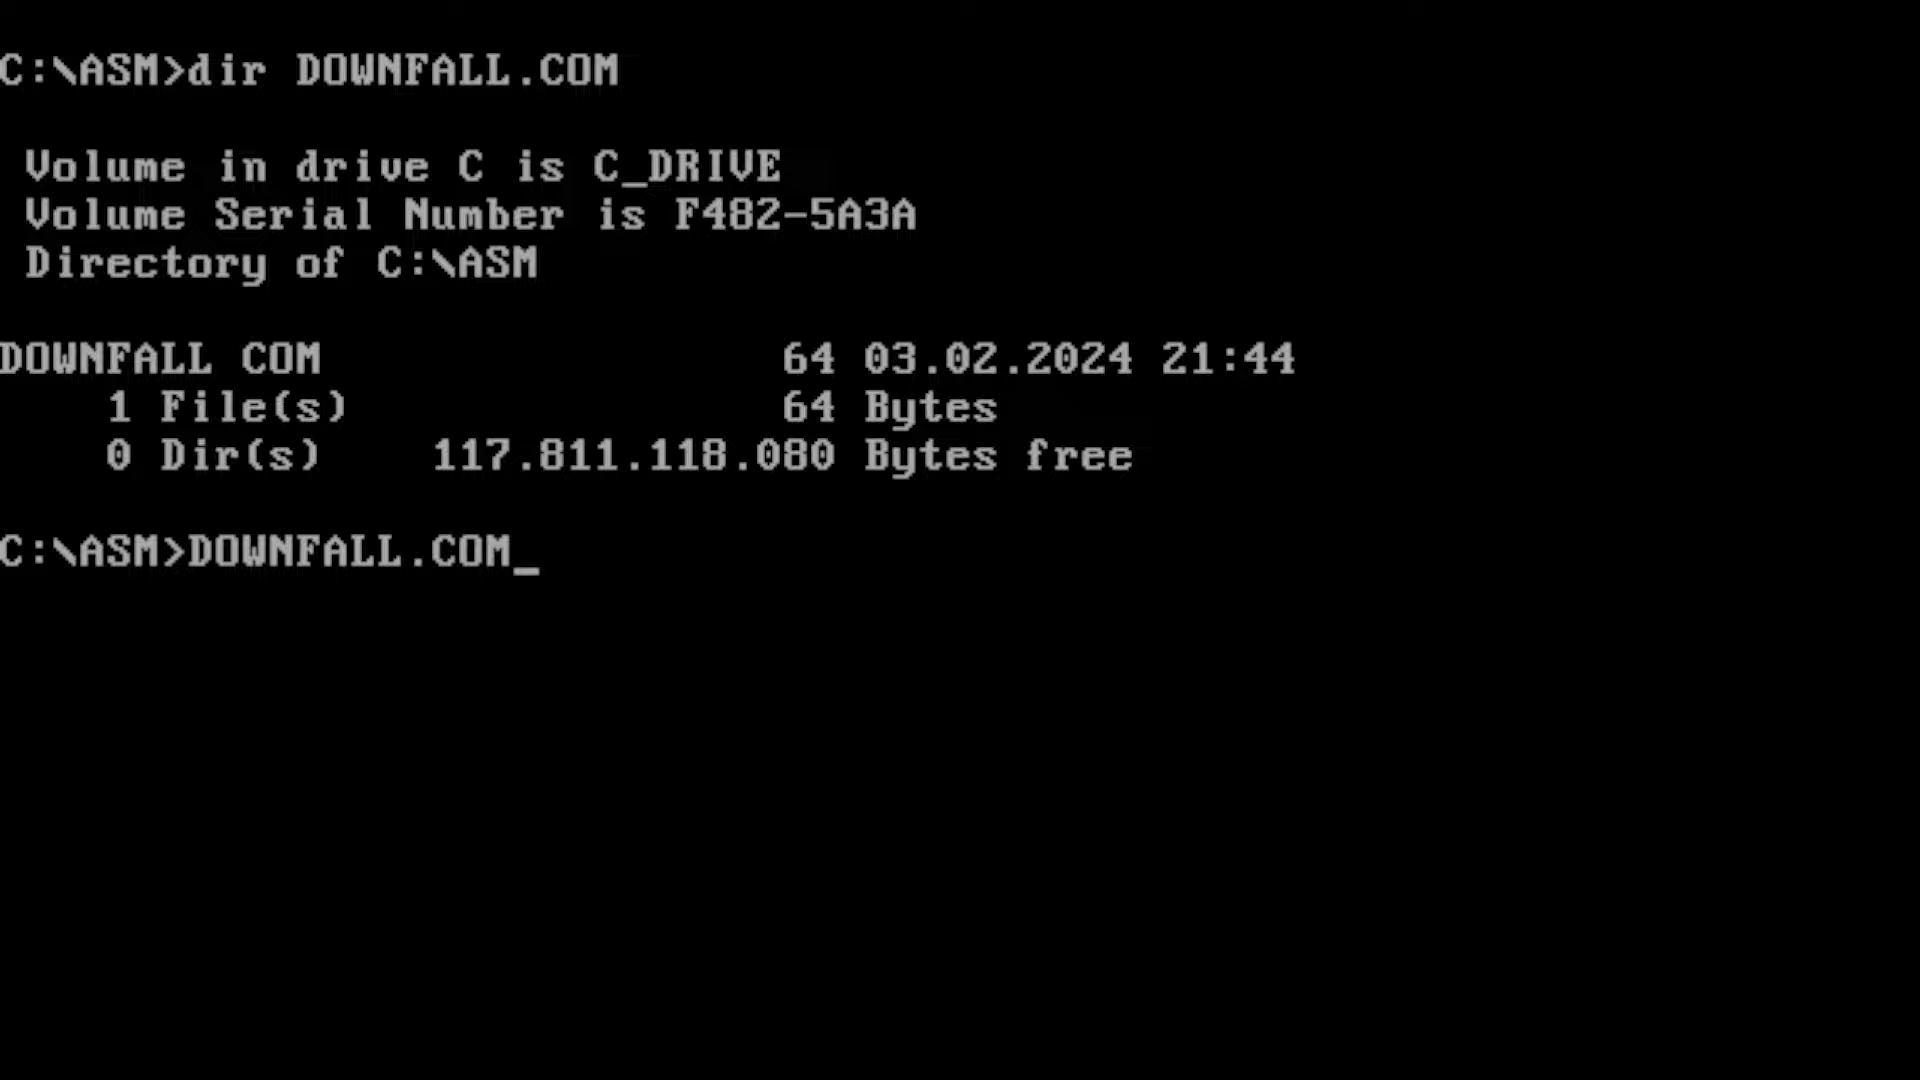 C:\ASM>dir DOWNFALL.COM
Volume in drive C is C_DRIVE
Volume Serial Number is F482-5A3A
Directory of C:\ASM
DOWNFALL COM 64 03.02.2024 21:44
1 File(s) 64 Bytes
0 Dir(s) 117.811.118.080 Bytes free
C:\ASM>DOWNFALL.COM_